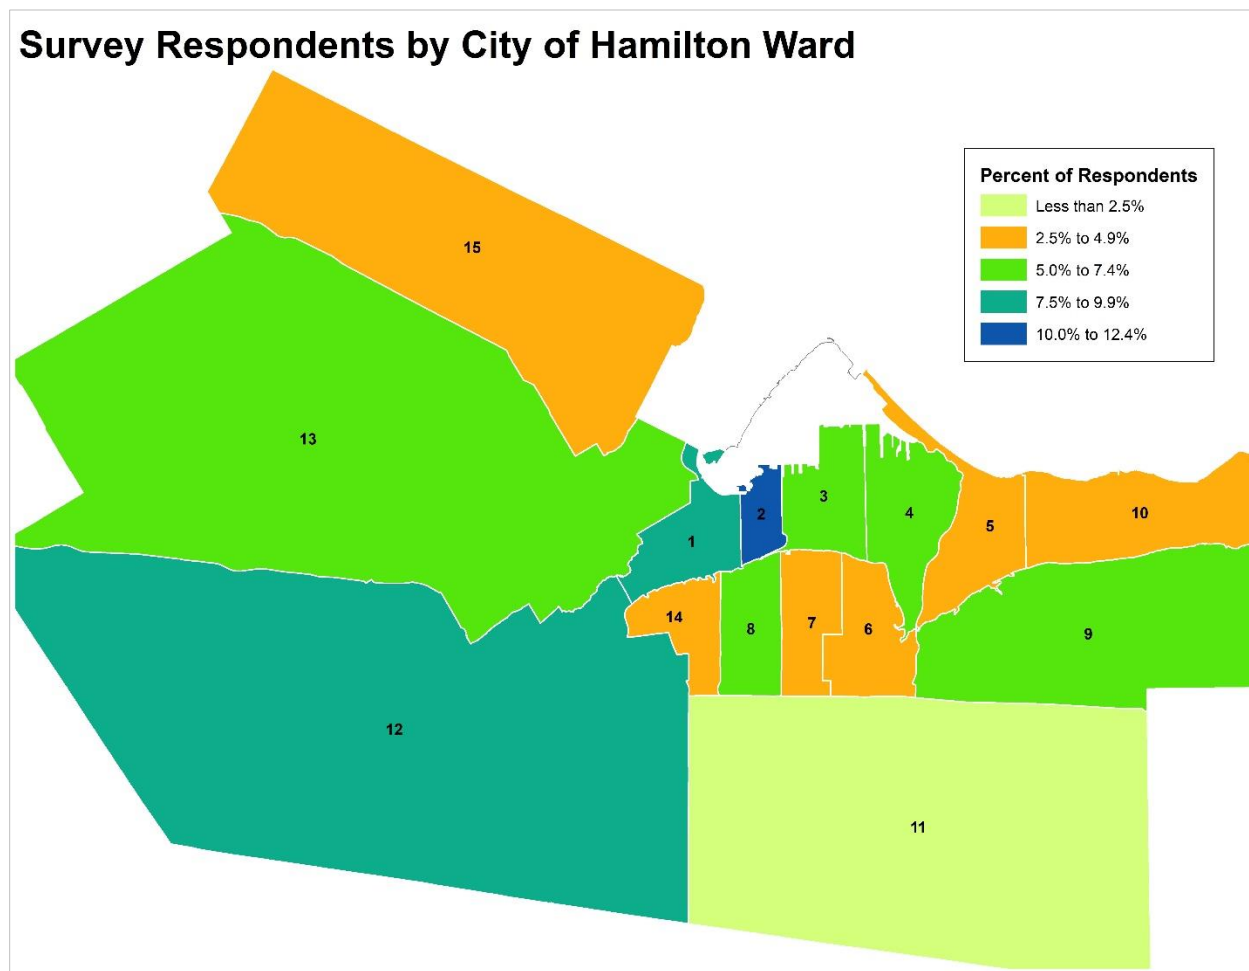 Survey Respondents by City of Hamilton Ward
Percent of Respondents
Less than 2.5%
2.5% to 4.9%
5.0% to 7.4%
7.5% to 9.9%
10.0% to 12.4%
15
13
1
2
3
4
5
10
14
8
7
6
9
12
11